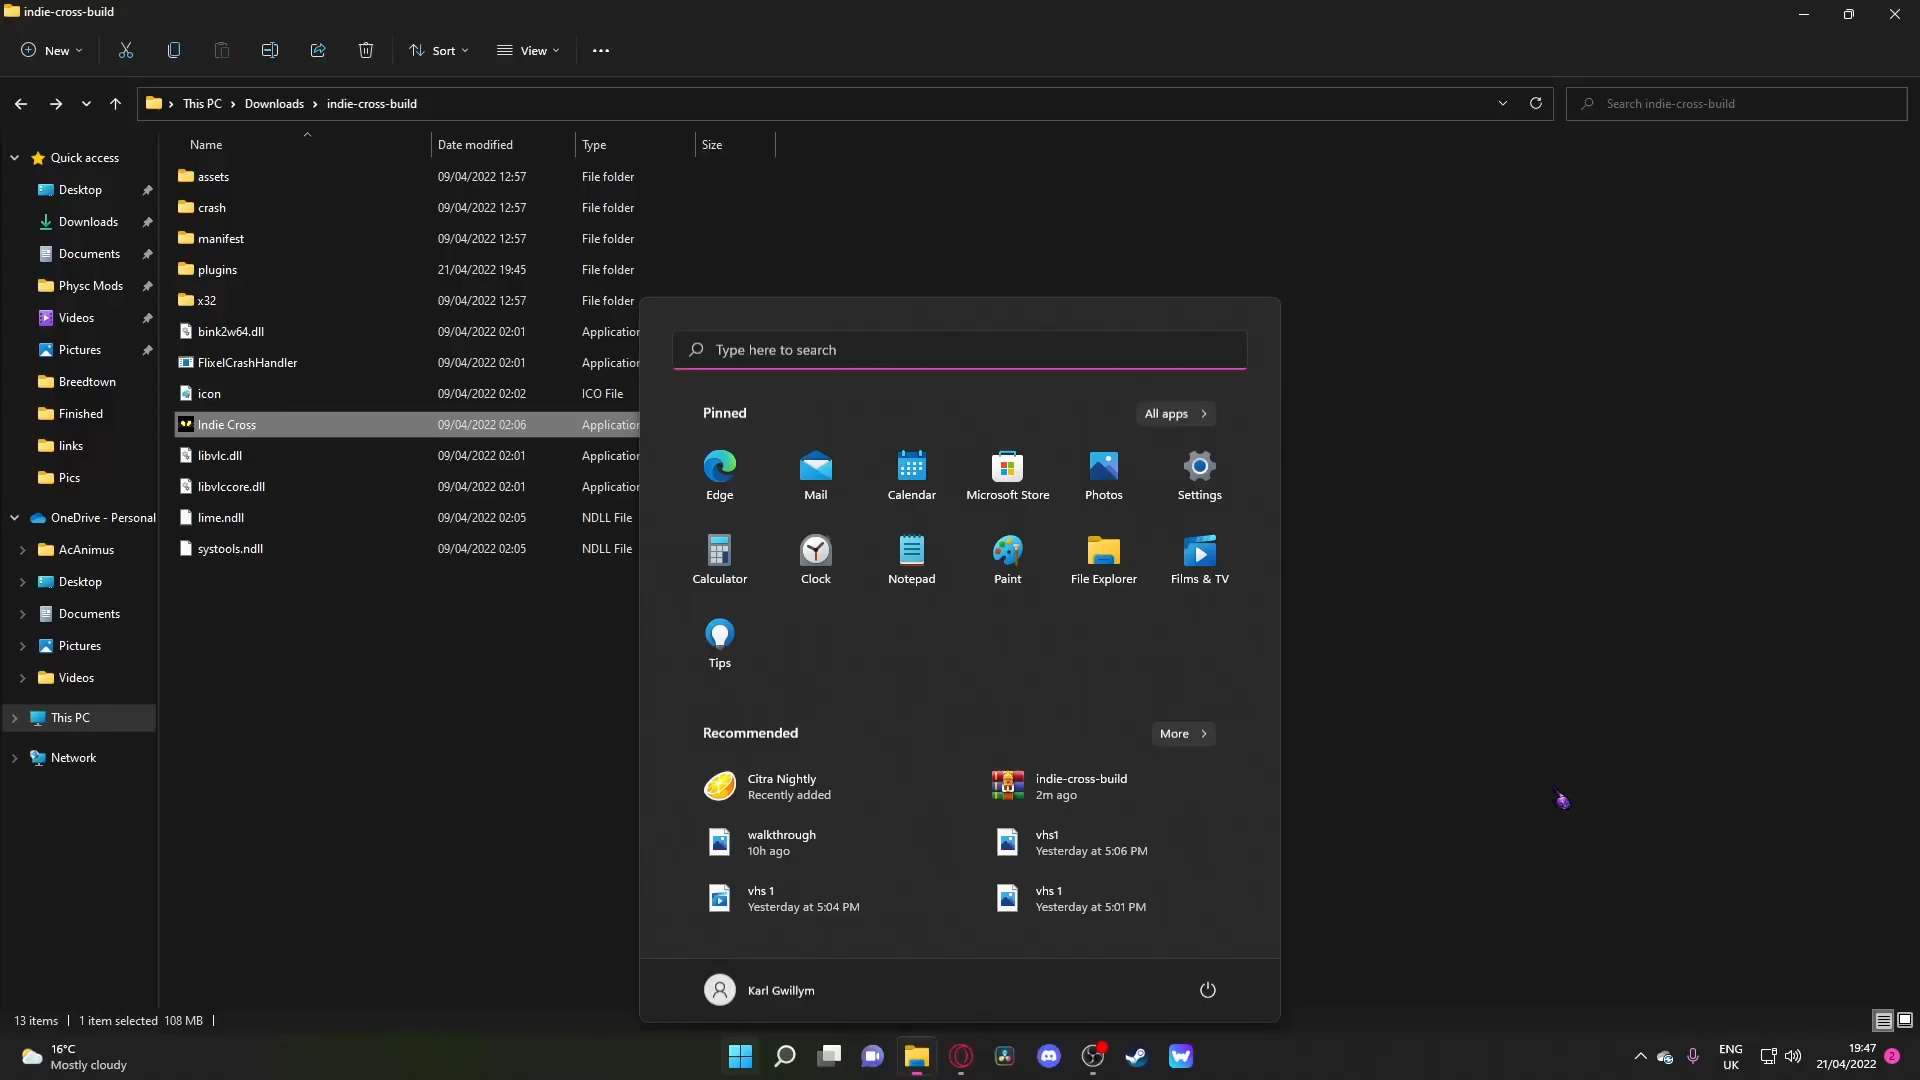 indie-cross-build
New
Sort
View
This PC
Downloads
indie-cross-build
Search indie-cross-build
Name
Date modified
Type
Size
Quick access
Desktop
Downloads
Documents
Physc Mods
Videos
Pictures
Breedtown
Finished
links
Pics
OneDrive - Personal
AcAnimus
Desktop
Documents
Pictures
Videos
This PC
Network
assets 09/04/2022 12:57 File folder
crash 09/04/2022 12:57 File folder
manifest 09/04/2022 12:57 File folder
plugins 21/04/2022 19:45 File folder
x32 09/04/2022 12:57 File folder
bink2w64.dll 09/04/2022 02:01 Application
FlixelCrashHandler 09/04/2022 02:01 Application
icon 09/04/2022 02:02 ICO File
Indie Cross 09/04/2022 02:06 Application
libvlc.dll 09/04/2022 02:01 Application
libvlccore.dll 09/04/2022 02:01 Application
lime.ndll 09/04/2022 02:05 NDLL File
systools.ndll 09/04/2022 02:05 NDLL File
Type here to search
Pinned
All apps
Edge
Mail
Calendar
Microsoft Store
Photos
Settings
Calculator
Clock
Notepad
Paint
File Explorer
Films & TV
Tips
Recommended
More
Citra Nightly
Recently added
indie-cross-build
2m ago
walkthrough
10h ago
vhs1
Yesterday at 5:06 PM
vhs 1
Yesterday at 5:04 PM
vhs 1
Yesterday at 5:01 PM
Karl Gwillym
13 items
1 item selected 108 MB
16°C
Mostly cloudy
ENG
UK
19:47
21/04/2022
2